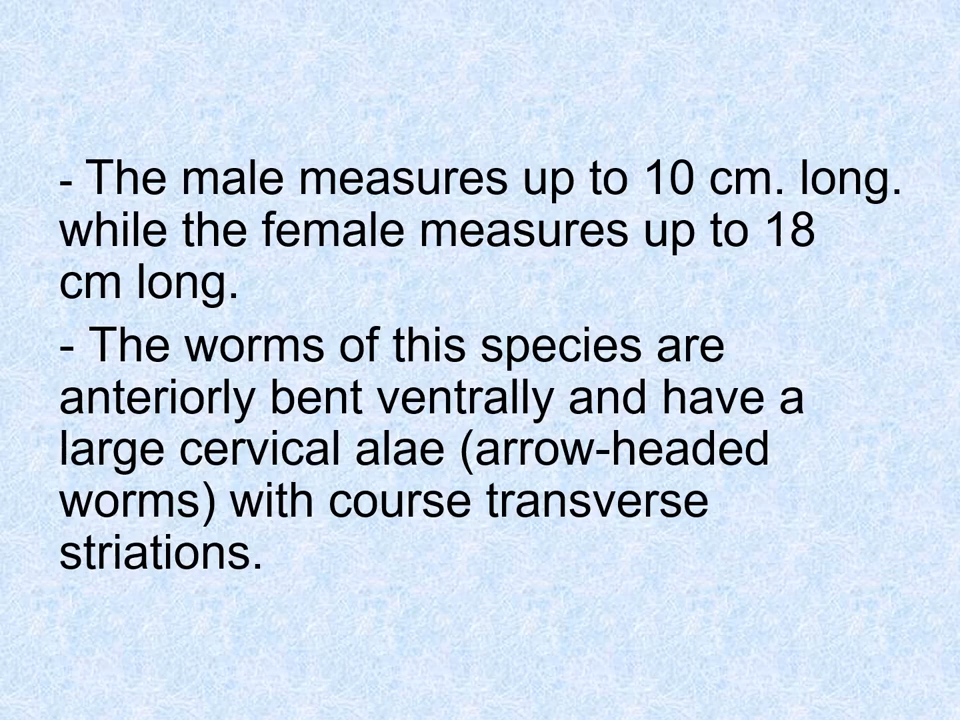 - The male measures up to 10 cm. long.
while the female measures up to 18
cm long.
- The worms of this species are
anteriorly bent ventrally and have a
large cervical alae (arrow-headed
worms) with course transverse
striations.